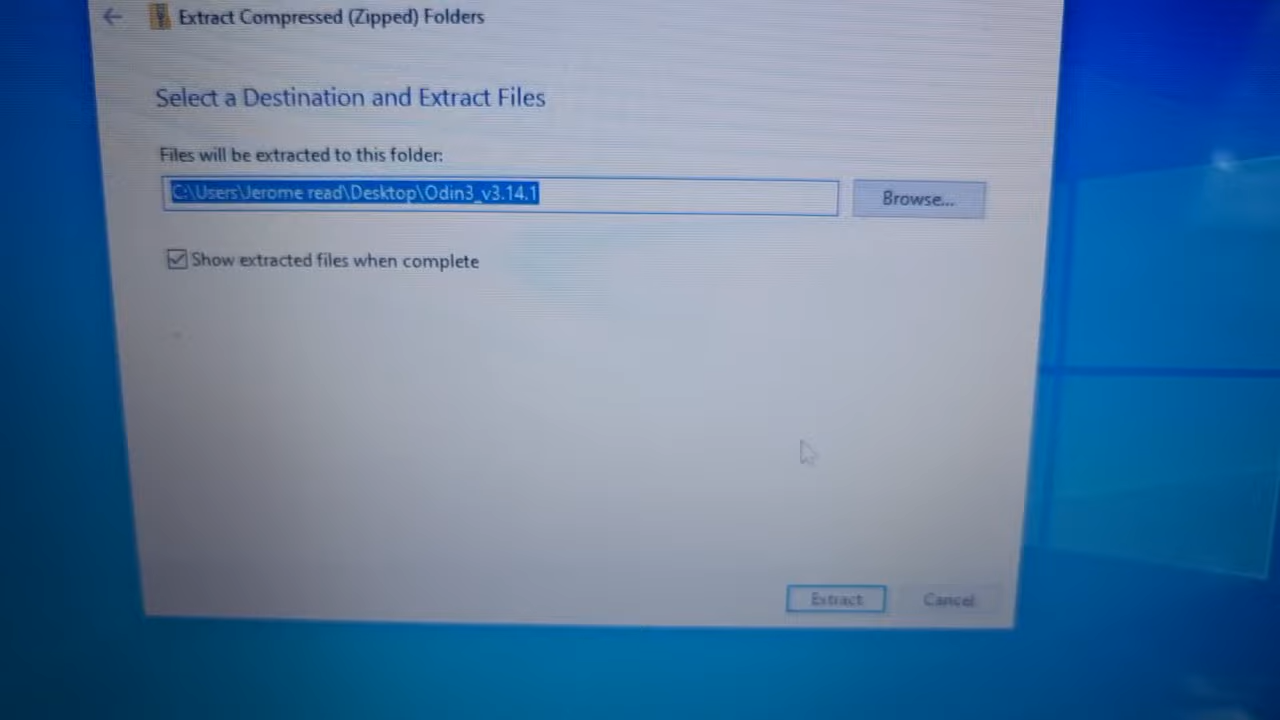 Extract Compressed (Zipped) Folders
Select a Destination and Extract Files
Files will be extracted to this folder:
C:\Users\Jerome read\Desktop\Odin3_v3.14.1
Browse...
Show extracted files when complete
Extract
Cancel